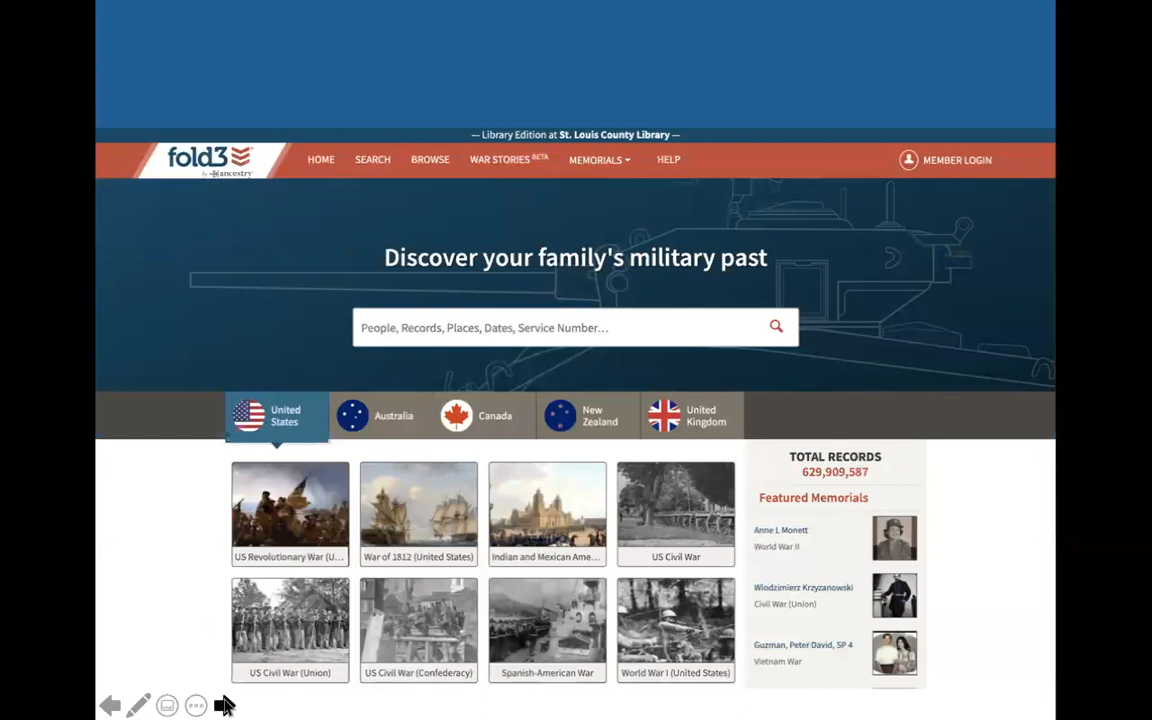 — Library Edition at St. Louis County Library —
fold3
by ancestry
HOME SEARCH BROWSE WAR STORIES BETA MEMORIALS HELP MEMBER LOGIN
Discover your family's military past
People, Records, Places, Dates, Service Number...
United States
Australia
Canada
New Zealand
United Kingdom
US Revolutionary War (U...
War of 1812 (United States)
Indian and Mexican Ame...
US Civil War
US Civil War (Union)
US Civil War (Confederacy)
Spanish-American War
World War I (United States)
TOTAL RECORDS
629,909,587
Featured Memorials
Anne L Monett
World War II
Wlodzimierz Krzyzanowski
Civil War (Union)
Guzman, Peter David, SP 4
Vietnam War